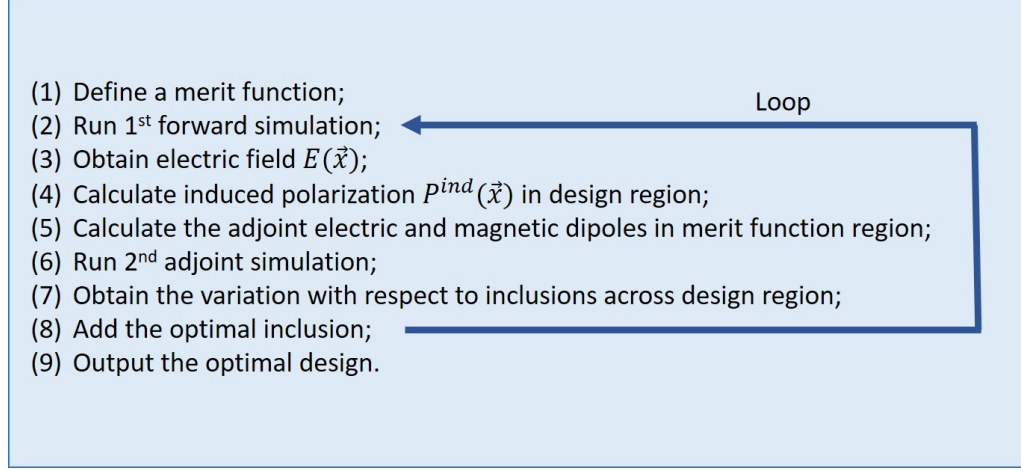 (1) Define a merit function;
Loop
(2) Run 1st forward simulation;
(3) Obtain electric field E(x⃗);
(4) Calculate induced polarization P^ind(x⃗) in design region;
(5) Calculate the adjoint electric and magnetic dipoles in merit function region;
(6) Run 2nd adjoint simulation;
(7) Obtain the variation with respect to inclusions across design region;
(8) Add the optimal inclusion;
(9) Output the optimal design.